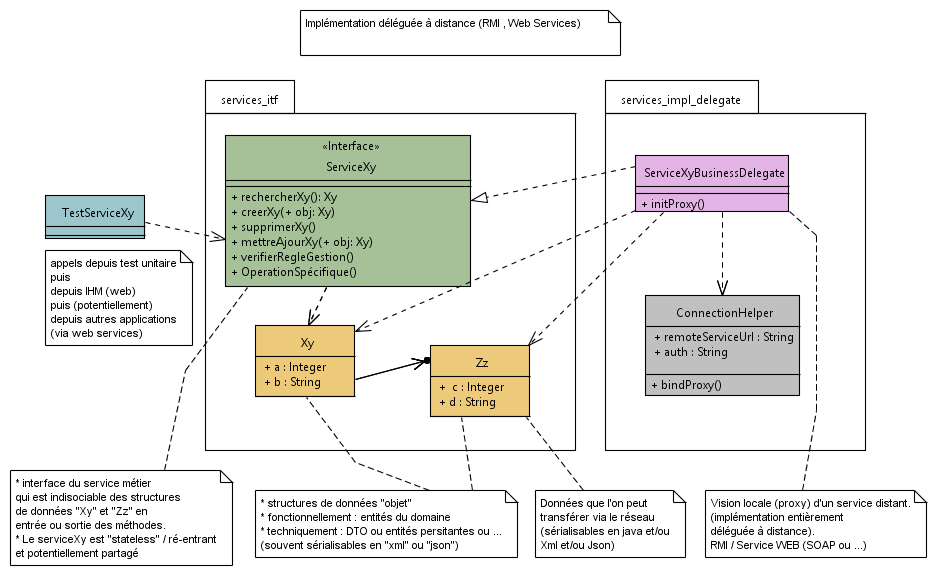 Implémentation déléguée à distance (RMI , Web Services)
services_itf
services_impl_delegate
«Interface»
ServiceXy
+ rechercherXy(): Xy
+ creerXy(+ obj: Xy)
+ supprimerXy()
+ mettreAjourXy(+ obj: Xy)
+ verifierRegleGestion()
+ OperationSpécifique()
ServiceXyBusinessDelegate
+ initProxy()
TestServiceXy
appels depuis test unitaire
puis
depuis IHM (web)
puis (potentiellement)
depuis autres applications
(via web services)
ConnectionHelper
+ remoteServiceUrl : String
+ auth : String
+ bindProxy()
Xy
+ a : Integer
+ b : String
Zz
+ c : Integer
+ d : String
* interface du service métier
qui est indisociable des structures
de données "Xy" et "Zz" en
entrée ou sortie des méthodes.
* Le serviceXy est "stateless" / ré-entrant
et potentiellement partagé
* structures de données "objet"
* fonctionnellement : entités du domaine
* techniquement : DTO ou entités persitantes ou ...
(souvent sérialisables en "xml" ou "json")
Données que l'on peut
transférer via le réseau
(sérialisables en java et/ou
Xml et/ou Json)
Vision locale (proxy) d'un service distant.
(implémentation entièrement
déléguée à distance).
RMI / Service WEB (SOAP ou ...)